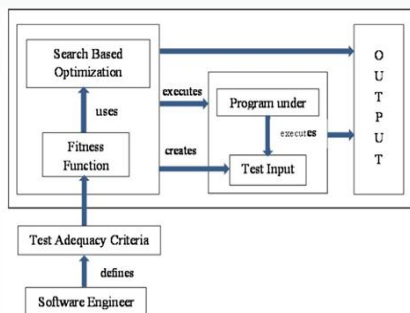 Search Based
Optimization
uses
Fitness
Function
executes
creates
Program under
executes
Test Input
OUTPUT
Test Adequacy Criteria
defines
Software Engineer